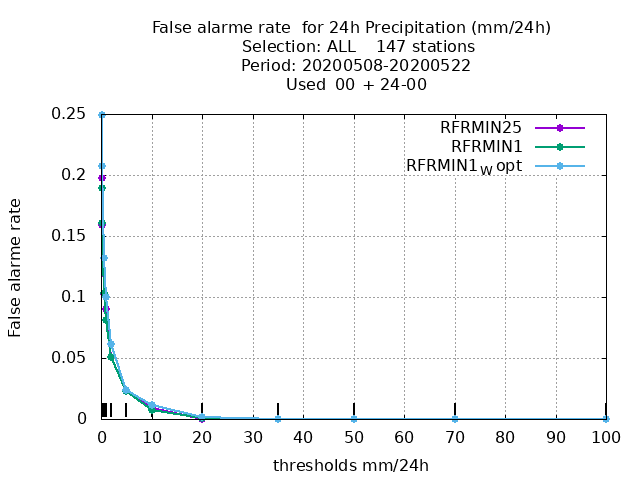 False alarme rate  for 24h Precipitation (mm/24h)
Selection: ALL    147 stations
Period: 20200508-20200522
Used  00 + 24-00
RFRMIN25
RFRMIN1
RFRMIN1W opt
0.25
0.2
0.15
0.1
0.05
0
False alarme rate
0 10 20 30 40 50 60 70 80 90 100
thresholds mm/24h